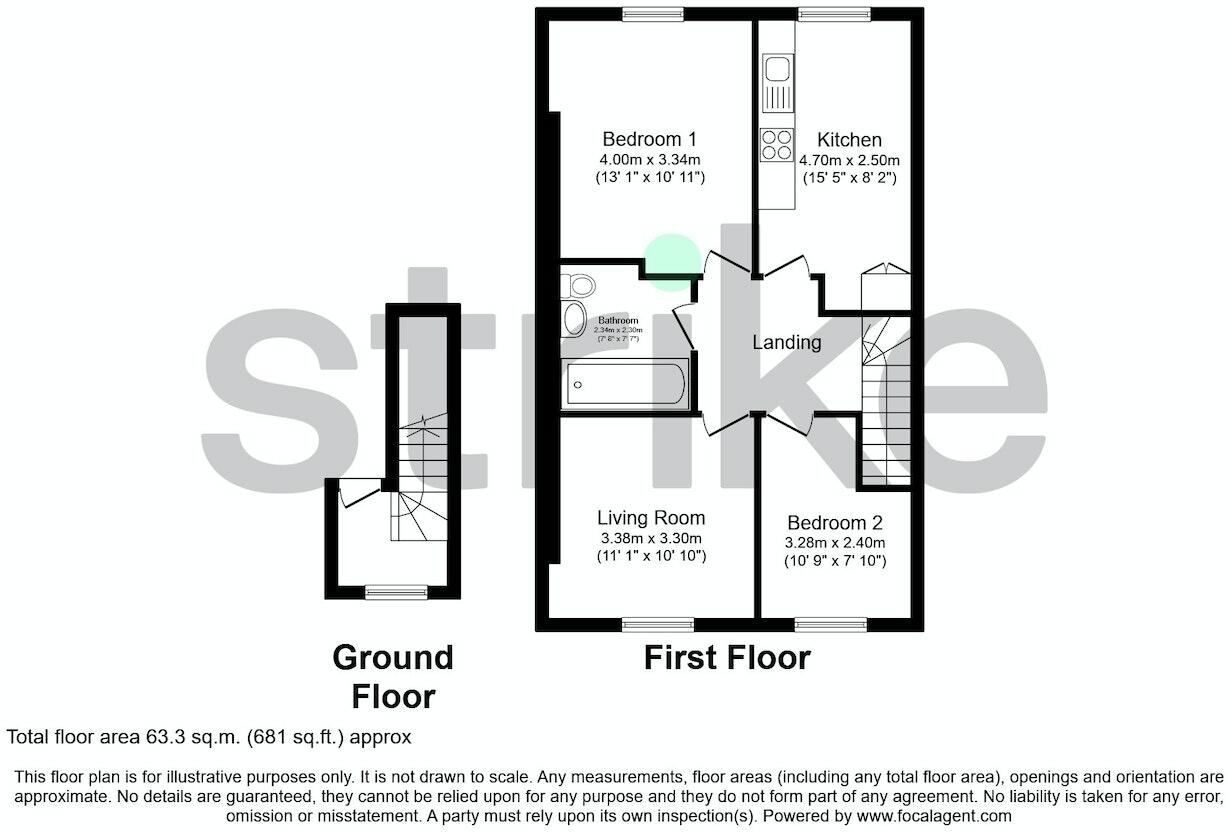 Bedroom 1
4.00m x 3.34m
(13' 1" x 10' 11")
Kitchen
4.70m x 2.50m
(15' 5" x 8' 2")
strike
Bathroom
2.34m x 2.30m
(7' 8" x 7' 7")
Landing
Living Room
3.38m x 3.30m
(11' 1" x 10' 10")
Bedroom 2
3.28m x 2.40m
(10' 9" x 7' 10")
Ground
Floor
First Floor
Total floor area 63.3 sq.m. (681 sq.ft.) approx
This floor plan is for illustrative purposes only. It is not drawn to scale. Any measurements, floor areas (including any total floor area), openings and orientation are
approximate. No details are guaranteed, they cannot be relied upon for any purpose and they do not form part of any agreement. No liability is taken for any error,
omission or misstatement. A party must rely upon its own inspection(s). Powered by www.focalagent.com